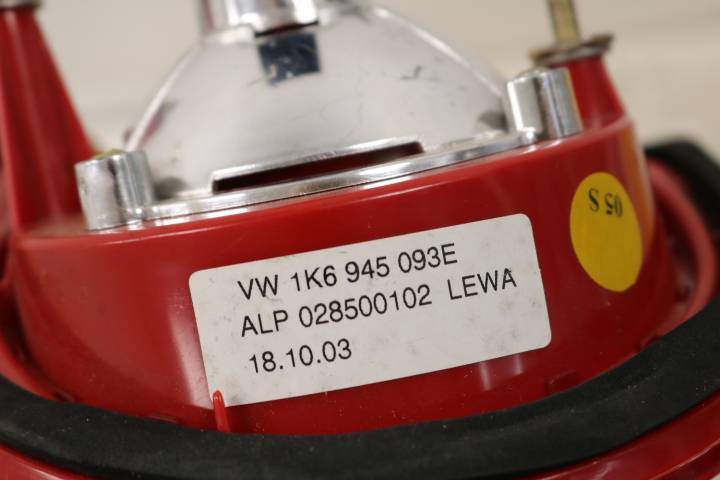 VW 1K6 945 093E
ALP 028500102 LEWA
18.10.03
05 S